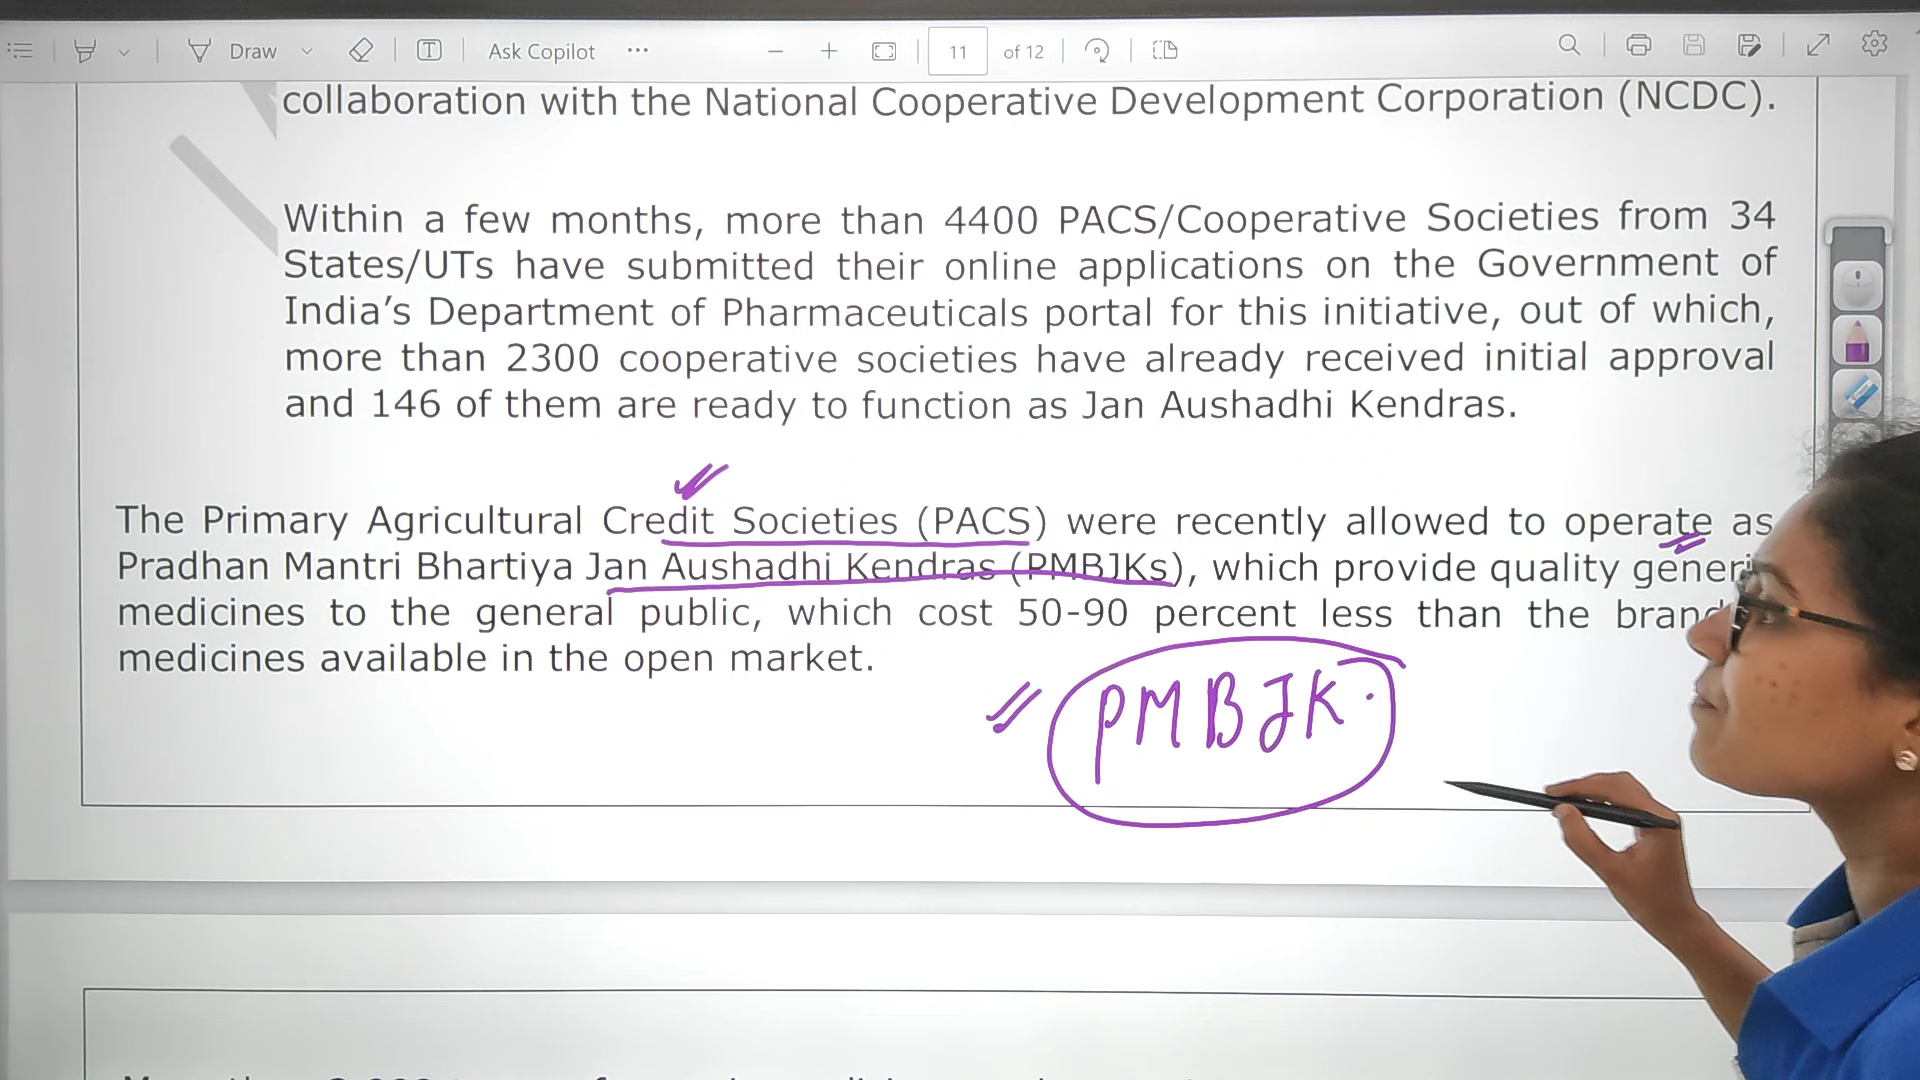 Draw
Ask Copilot
11 of 12
collaboration with the National Cooperative Development Corporation (NCDC).
Within a few months, more than 4400 PACS/Cooperative Societies from 34
States/UTs have submitted their online applications on the Government of
India’s Department of Pharmaceuticals portal for this initiative, out of which,
more than 2300 cooperative societies have already received initial approval
and 146 of them are ready to function as Jan Aushadhi Kendras.
The Primary Agricultural Credit Societies (PACS) were recently allowed to operate as
Pradhan Mantri Bhartiya Jan Aushadhi Kendras (PMBJKs), which provide quality
medicines to the general public, which cost 50-90 percent less than the
medicines available in the open market.
PMBJK